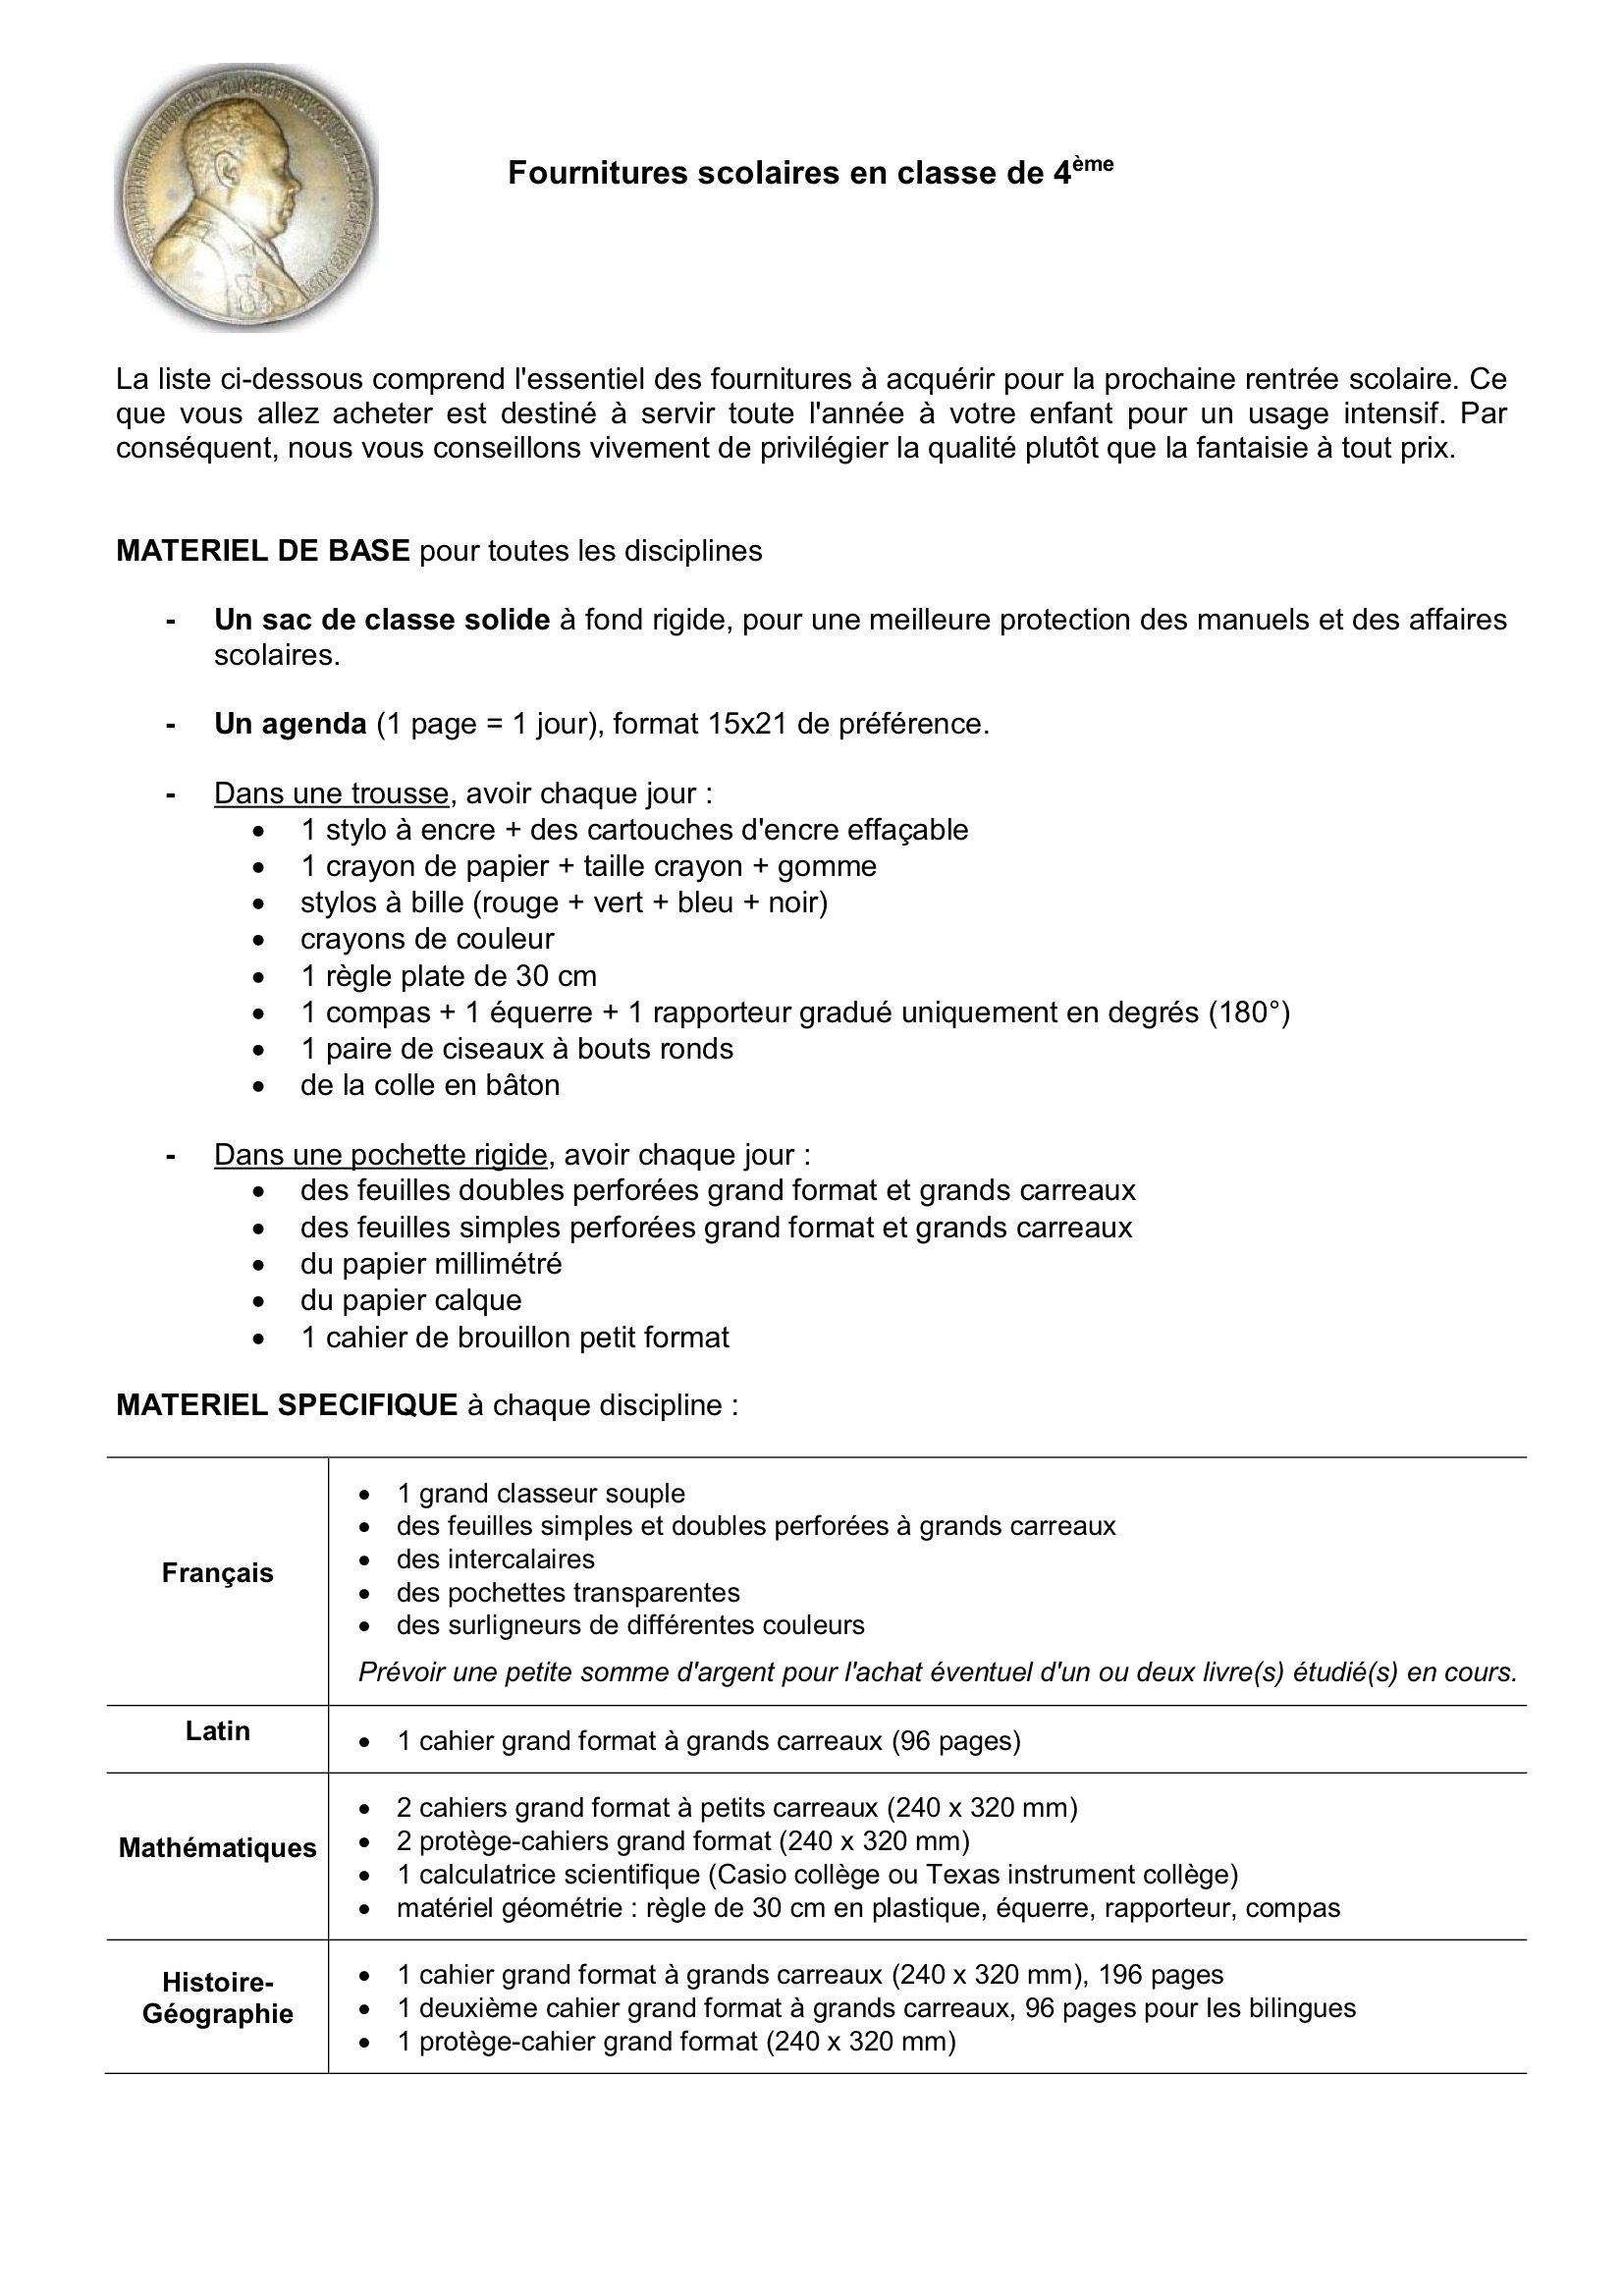 Fournitures scolaires en classe de 4ème
La liste ci-dessous comprend l'essentiel des fournitures à acquérir pour la prochaine rentrée scolaire. Ce
que vous allez acheter est destiné à servir toute l'année à votre enfant pour un usage intensif. Par
conséquent, nous vous conseillons vivement de privilégier la qualité plutôt que la fantaisie à tout prix.
MATERIEL DE BASE pour toutes les disciplines
- Un sac de classe solide à fond rigide, pour une meilleure protection des manuels et des affaires
scolaires.
- Un agenda (1 page = 1 jour), format 15x21 de préférence.
- Dans une trousse, avoir chaque jour :
• 1 stylo à encre + des cartouches d'encre effaçable
• 1 crayon de papier + taille crayon + gomme
• stylos à bille (rouge + vert + bleu + noir)
• crayons de couleur
• 1 règle plate de 30 cm
• 1 compas + 1 équerre + 1 rapporteur gradué uniquement en degrés (180°)
• 1 paire de ciseaux à bouts ronds
• de la colle en bâton
- Dans une pochette rigide, avoir chaque jour :
• des feuilles doubles perforées grand format et grands carreaux
• des feuilles simples perforées grand format et grands carreaux
• du papier millimétré
• du papier calque
• 1 cahier de brouillon petit format
MATERIEL SPECIFIQUE à chaque discipline :
Français
• 1 grand classeur souple
• des feuilles simples et doubles perforées à grands carreaux
• des intercalaires
• des pochettes transparentes
• des surligneurs de différentes couleurs
Prévoir une petite somme d'argent pour l'achat éventuel d'un ou deux livre(s) étudié(s) en cours.
Latin
• 1 cahier grand format à grands carreaux (96 pages)
Mathématiques
• 2 cahiers grand format à petits carreaux (240 x 320 mm)
• 2 protège-cahiers grand format (240 x 320 mm)
• 1 calculatrice scientifique (Casio collège ou Texas instrument collège)
• matériel géométrie : règle de 30 cm en plastique, équerre, rapporteur, compas
Histoire-
Géographie
• 1 cahier grand format à grands carreaux (240 x 320 mm), 196 pages
• 1 deuxième cahier grand format à grands carreaux, 96 pages pour les bilingues
• 1 protège-cahier grand format (240 x 320 mm)